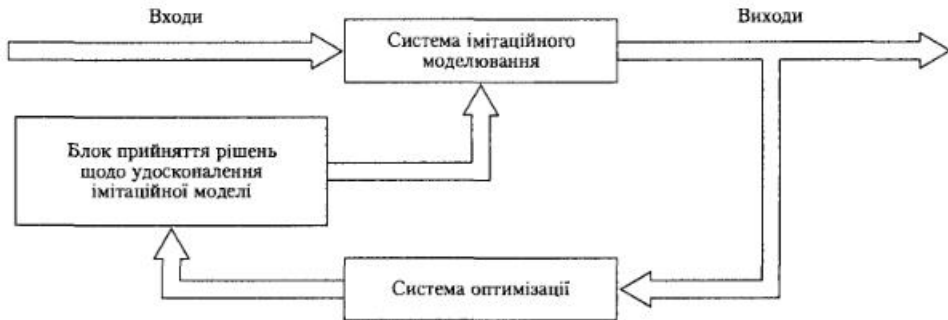 Входи
Виходи
Система імітаційного
моделювання
Блок прийняття рішень
щодо удосконалення
імітаційної моделі
Система оптимізації